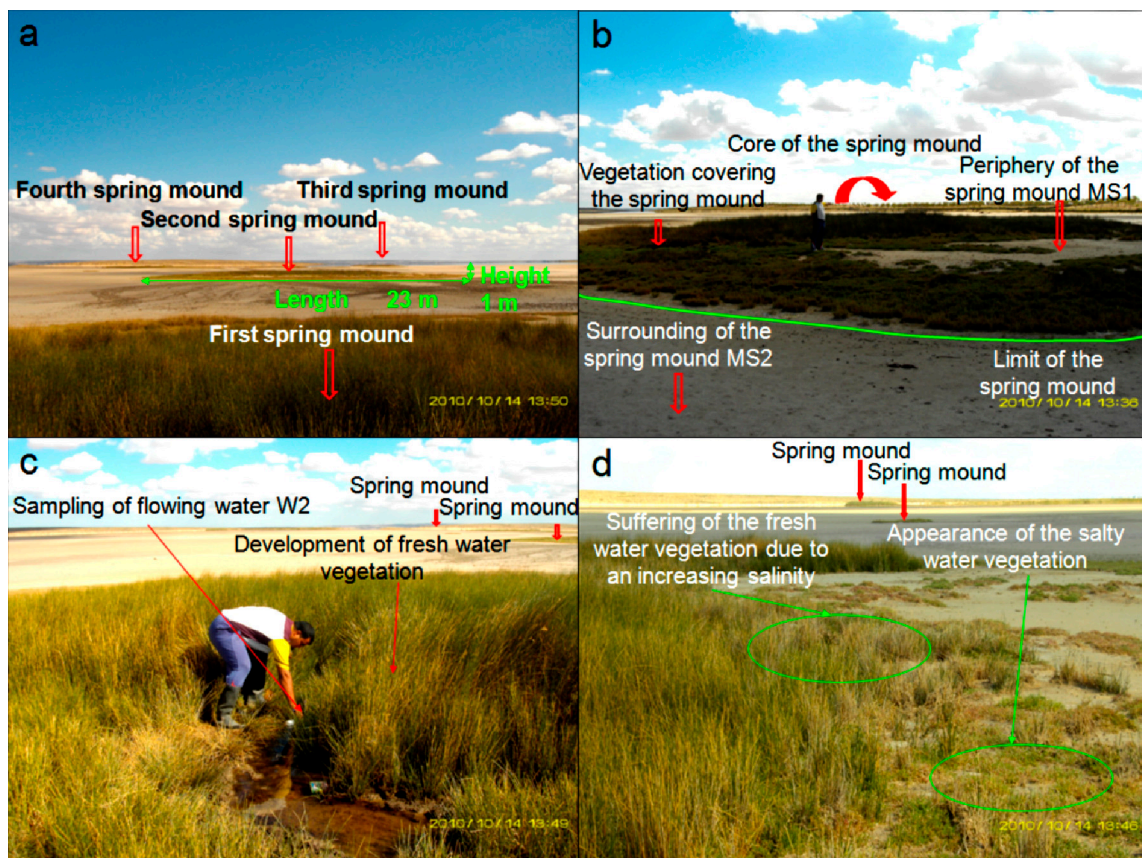 a
Fourth spring mound
Third spring mound
Second spring mound
Height
1 m
Length 23 m
First spring mound
2010/10/14 13:50
b
Core of the spring mound
Vegetation covering
the spring mound
Periphery of the
spring mound MS1
Surrounding of the
spring mound MS2
Limit of the
spring mound
2010/10/14 13:36
c
Spring mound
Spring mound
Sampling of flowing water W2
Development of fresh water
vegetation
2010/10/14 13:49
d
Spring mound
Spring mound
Suffering of the fresh
water vegetation due to
an increasing salinity
Appearance of the salty
water vegetation
2010/10/14 13:46